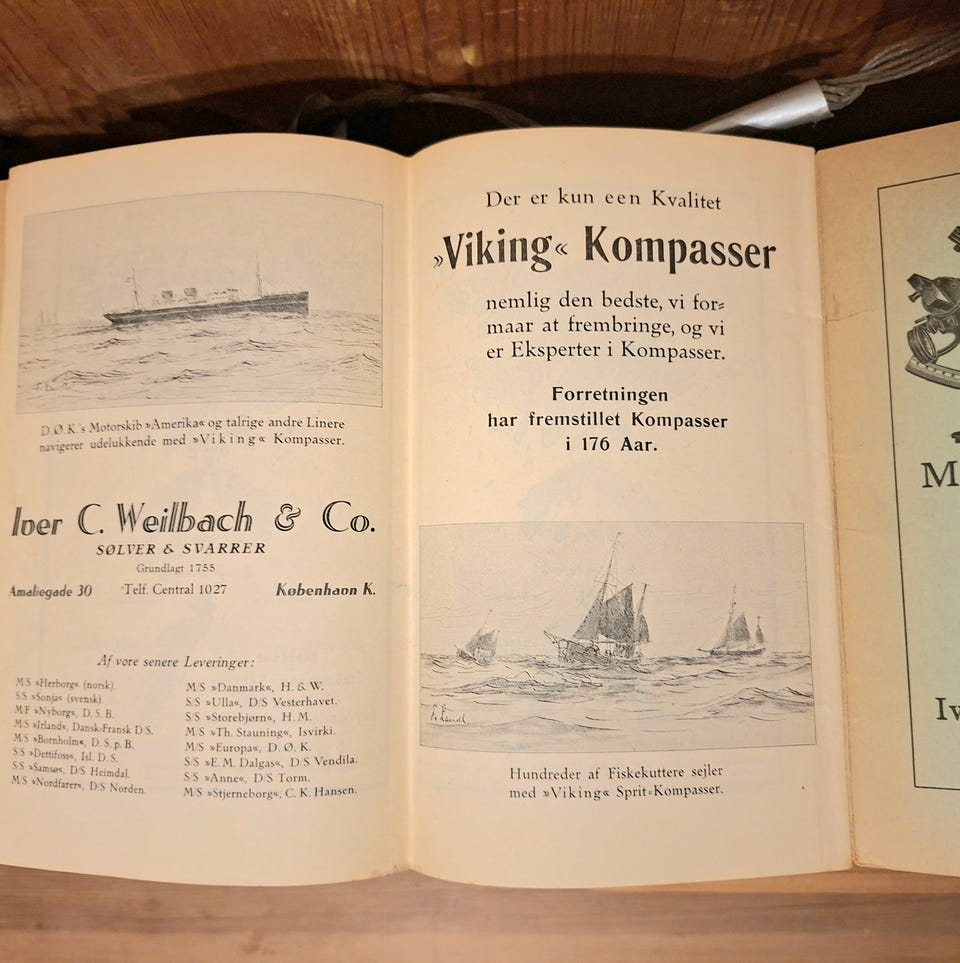 D.Ø.K.'s Motorskib »Amerika« og talrige andre Linere
navigerer udelukkende med »Viking« Kompasser.
Iver C. Weilbach & Co.
SØLVER & SVARRER
Grundlagt 1755
Amaliegade 30 Telf. Central 1027 København K.
Af vore senere Leveringer:
M/S »Herborg« (norsk).
S/S »Sonja« (svensk).
M/F »Nyborg«, D. S. B.
M/S »Irland«, Dansk-Fransk D/S.
M/S »Bornholm«, D. S. p. B.
S/S »Dettifoss«, Isl. D. S.
S/S »Samsø«, D/S Heimdal.
M/S »Nordfarer«, D/S Norden.
M/S »Danmark«, H. & W.
S/S »Ulla«, D/S Vesterhavet.
S/S »Storebjørn«, H. M.
M/S »Th. Stauning«, Isvirki.
M/S »Europa«, D. Ø. K.
S/S »E. M. Dalgas«, D/S Vendila.
S/S »Anne«, D/S Torm.
M/S »Stjerneborg«, C. K. Hansen.
Der er kun een Kvalitet
»Viking« Kompasser
nemlig den bedste, vi for=
maar at frembringe, og vi
er Eksperter i Kompasser.
Forretningen
har fremstillet Kompasser
i 176 Aar.
Hundreder af Fiskekuttere sejler
med »Viking« Sprit=Kompasser.
M
Iv